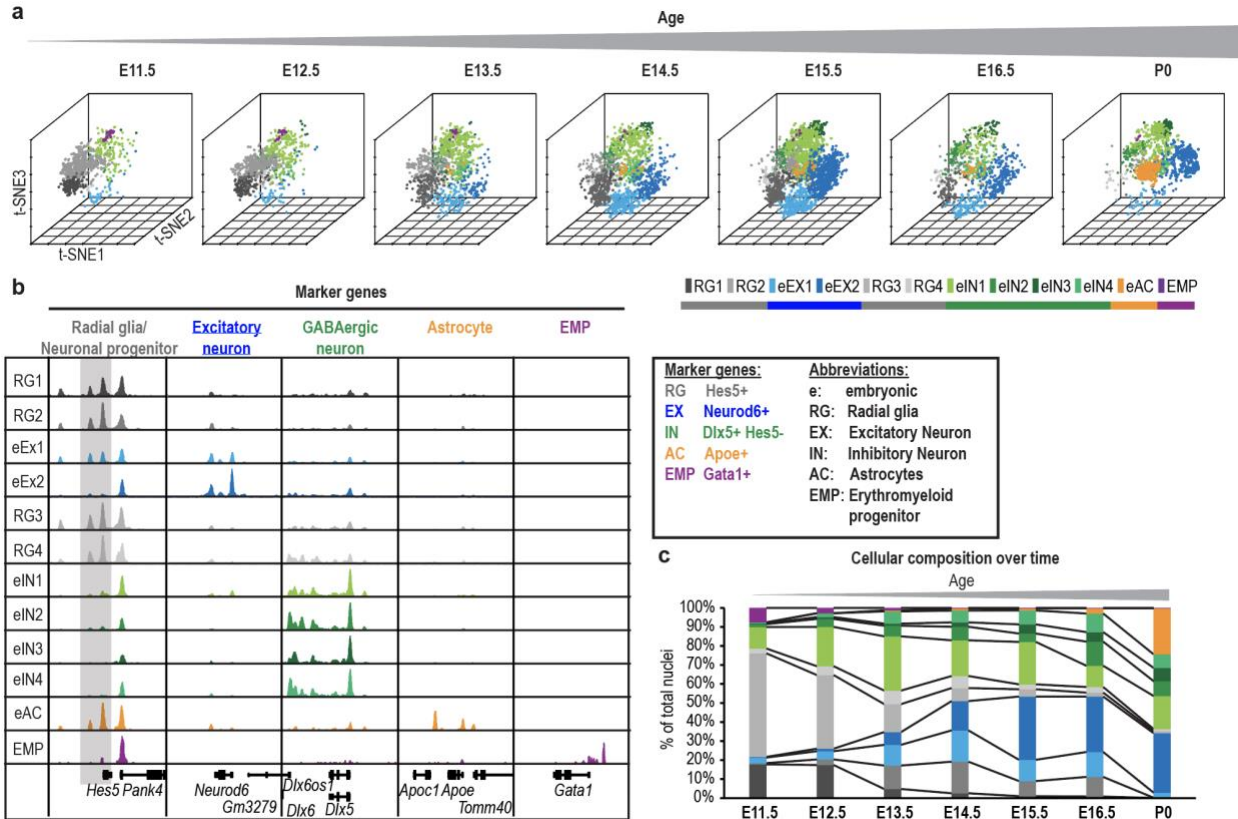 a
Age
E11.5 E12.5 E13.5 E14.5 E15.5 E16.5 P0
t-SNE3
t-SNE2
t-SNE1
RG1 RG2 eEX1 eEX2 RG3 RG4 eIN1 eIN2 eIN3 eIN4 eAC EMP
b
Marker genes
Radial glia/
Neuronal progenitor
Excitatory
neuron
GABAergic
neuron
Astrocyte
EMP
RG1
RG2
eEx1
eEx2
RG3
RG4
eIN1
eIN2
eIN3
eIN4
eAC
EMP
Hes5 Pank4
Neurod6
Gm3279
Dlx6os1
Dlx6 Dlx5
Apoc1 Apoe
Tomm40
Gata1
Marker genes:
RG Hes5+
EX Neurod6+
IN Dlx5+ Hes5-
AC Apoe+
EMP Gata1+
Abbreviations:
e: embryonic
RG: Radial glia
EX: Excitatory Neuron
IN: Inhibitory Neuron
AC: Astrocytes
EMP: Erythromyeloid
progenitor
c
Cellular composition over time
Age
% of total nuclei
100%
90%
80%
70%
60%
50%
40%
30%
20%
10%
0%
E11.5 E12.5 E13.5 E14.5 E15.5 E16.5 P0